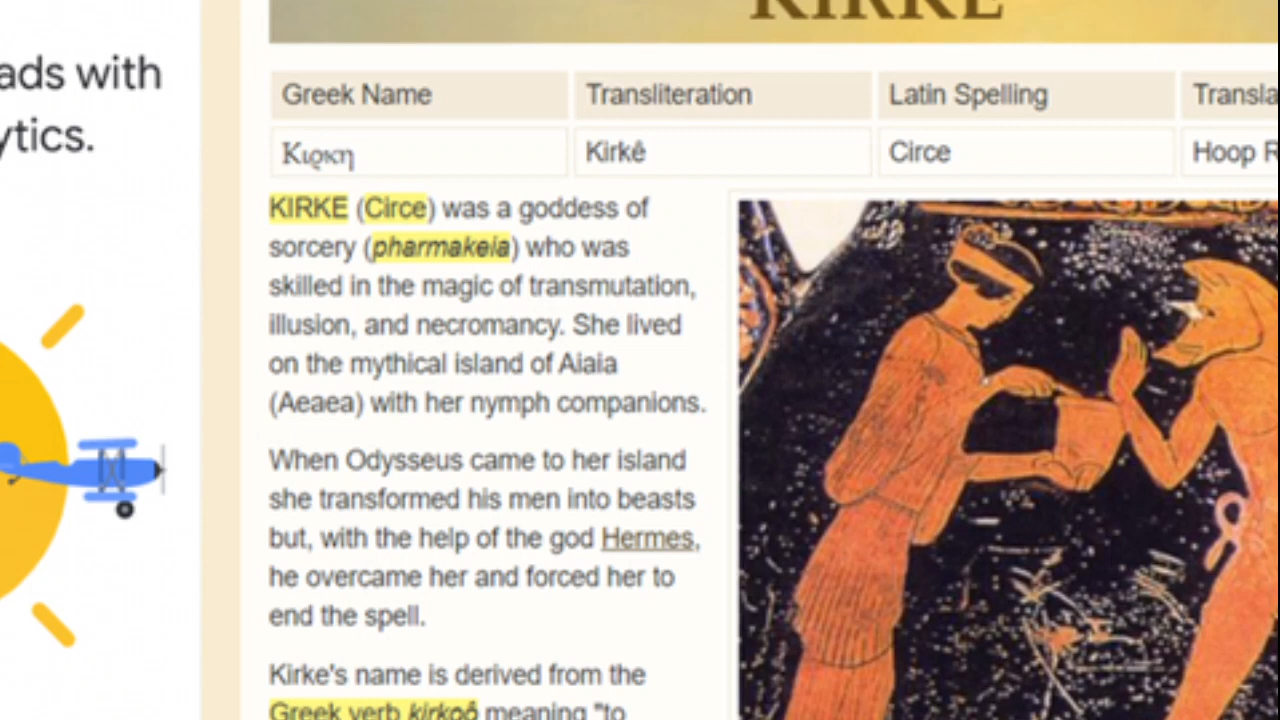 KIRKE
ads with
ytics.
Greek Name Transliteration Latin Spelling Transla
Κιρκη Kirkê Circe Hoop R
KIRKE (Circe) was a goddess of
sorcery (pharmakeia) who was
skilled in the magic of transmutation,
illusion, and necromancy. She lived
on the mythical island of Aiaia
(Aeaea) with her nymph companions.
When Odysseus came to her island
she transformed his men into beasts
but, with the help of the god Hermes,
he overcame her and forced her to
end the spell.
Kirke's name is derived from the
Greek verb kirkoô meaning "to